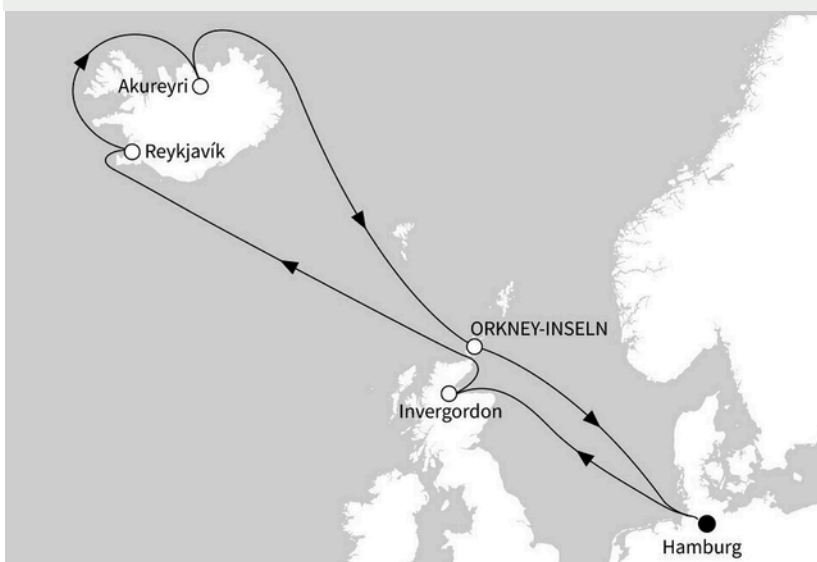 Akureyri
Reykjavík
ORKNEY-INSELN
Invergordon
Hamburg